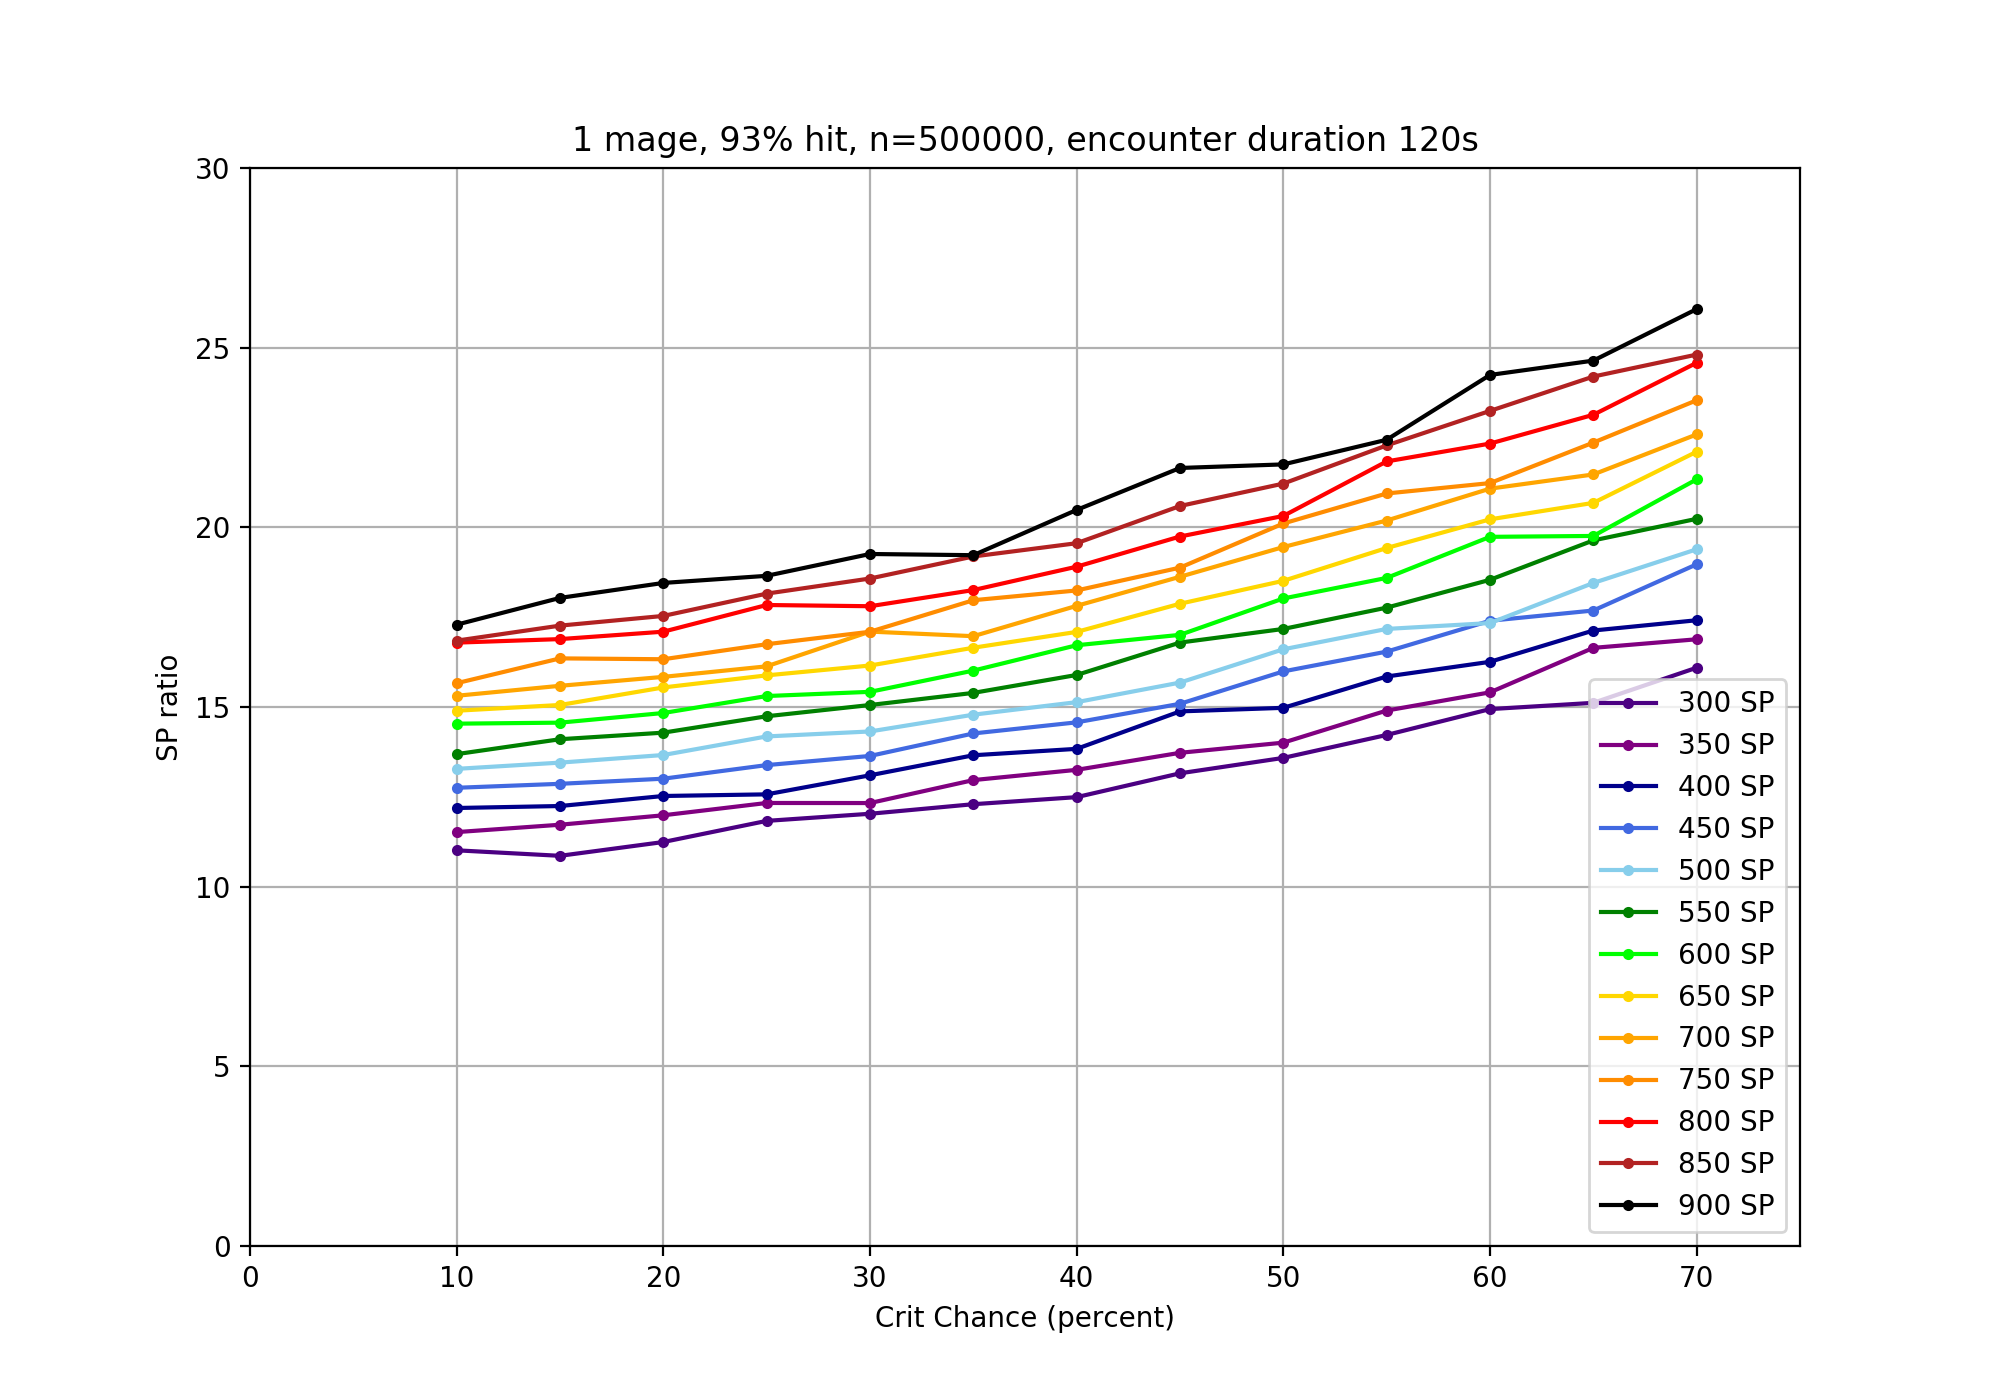 1 mage, 93% hit, n=500000, encounter duration 120s
30
25
20
15
10
5
0
SP ratio
0 10 20 30 40 50 60 70
Crit Chance (percent)
300 SP
350 SP
400 SP
450 SP
500 SP
550 SP
600 SP
650 SP
700 SP
750 SP
800 SP
850 SP
900 SP